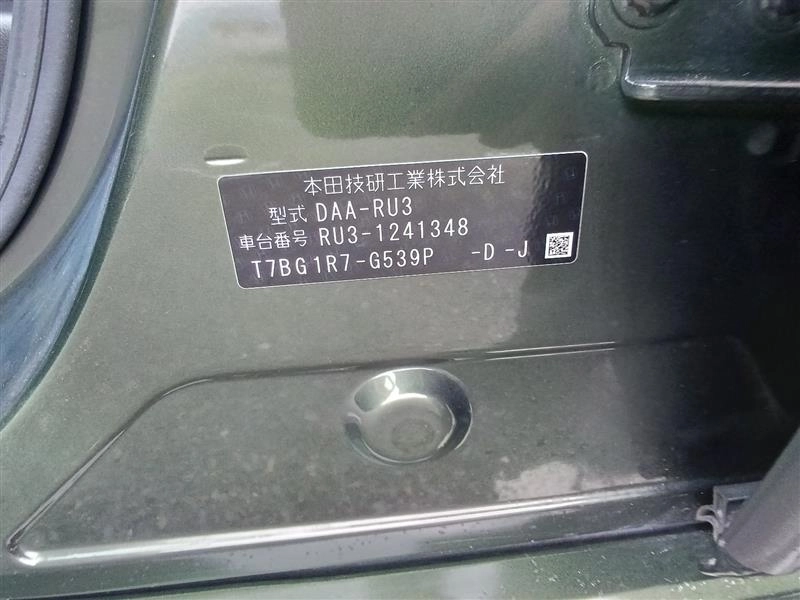 本田技研工業株式会社
型式 DAA-RU3
車台番号 RU3-1241348
T7BG1R7-G539P -D-J